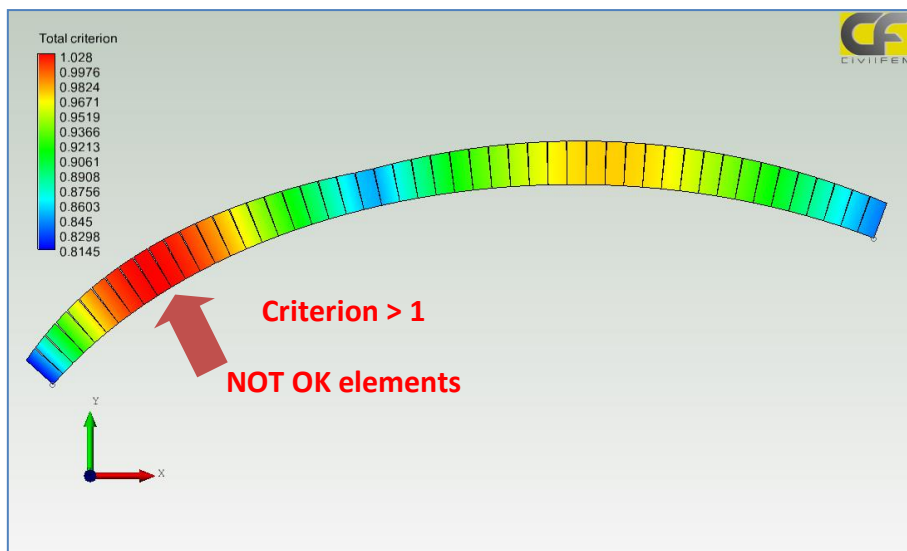 Total criterion
1.028
0.9976
0.9824
0.9671
0.9519
0.9366
0.9213
0.9061
0.8908
0.8756
0.8603
0.845
0.8298
0.8145
CF
CIVILFEM
Criterion > 1
NOT OK elements
Y
X